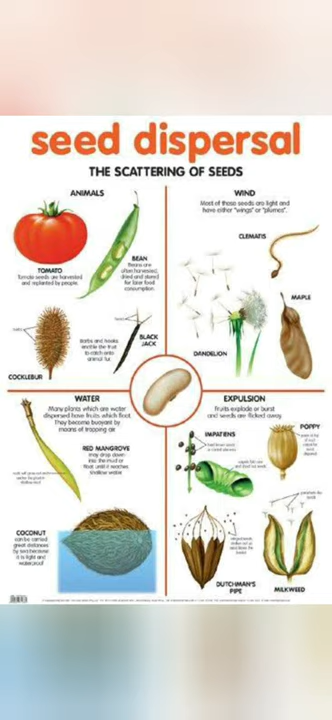 seed dispersal
THE SCATTERING OF SEEDS
ANIMALS
TOMATO
Tomato seeds are harvested
and replanted by people.
BEAN
Beans are
often harvested,
dried and stored
for later food
consumption.
BLACK
JACK
Barbs and hooks
enable the fruit
to catch onto
animal fur.
COCKLEBUR
WIND
Most of these seeds are light and
have either "wings" or "plumes".
CLEMATIS
MAPLE
DANDELION
WATER
Many plants which are water
dispersed have fruits which float.
They become buoyant by
means of trapping air
RED MANGROVE
may drop down
into the mud or
float until it reaches
shallow water
COCONUT
can be carried
great distances
by sea because
it is light and
waterproof
EXPULSION
Fruits explode or burst
and seeds are flicked away.
IMPATIENS
POPPY
DUTCHMAN'S
PIPE
MILKWEED